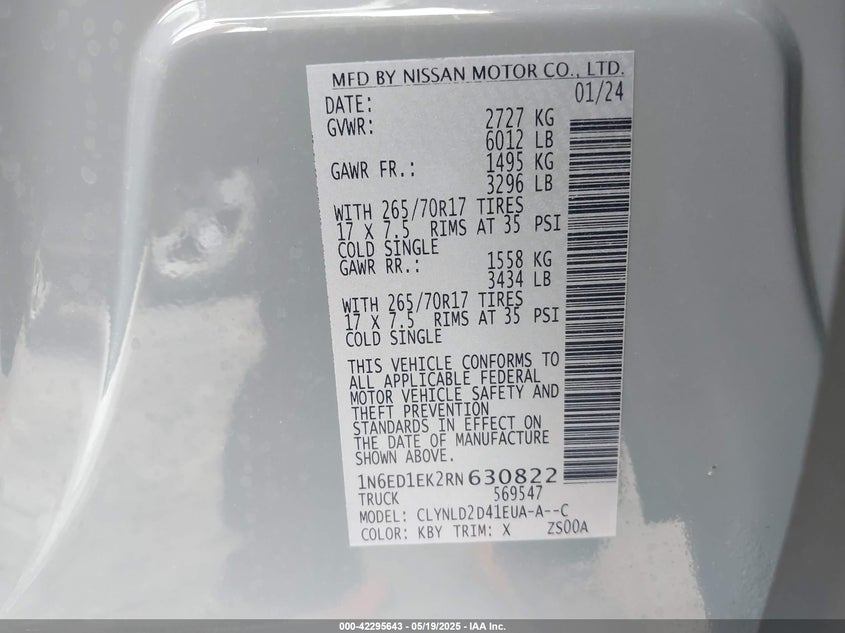 MFD BY NISSAN MOTOR CO., LTD.
DATE: 01/24
GVWR: 2727 KG
6012 LB
GAWR FR.: 1495 KG
3296 LB
WITH 265/70R17 TIRES
17 X 7.5 RIMS AT 35 PSI
COLD SINGLE
GAWR RR.: 1558 KG
3434 LB
WITH 265/70R17 TIRES
17 X 7.5 RIMS AT 35 PSI
COLD SINGLE
THIS VEHICLE CONFORMS TO
ALL APPLICABLE FEDERAL
MOTOR VEHICLE SAFETY AND
THEFT PREVENTION
STANDARDS IN EFFECT ON
THE DATE OF MANUFACTURE
SHOWN ABOVE.
1N6ED1EK2RN630822
TRUCK 569547
MODEL: CLYNLD2D41EUA-A--C
COLOR: KBY TRIM: X ZS00A
000-42295643 / 05/19/2025 - IAA Inc.